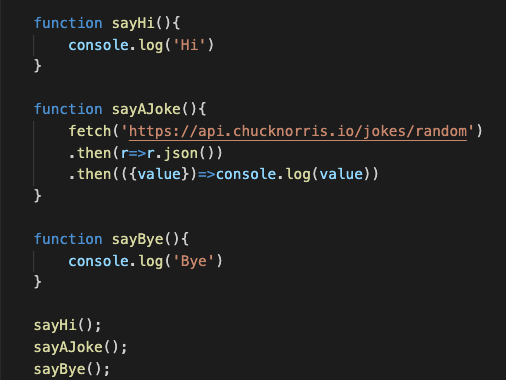 function sayHi(){
    console.log('Hi')
}

function sayAJoke(){
    fetch('https://api.chucknorris.io/jokes/random')
    .then(r=>r.json())
    .then(({value})=>console.log(value))
}

function sayBye(){
    console.log('Bye')
}

sayHi();
sayAJoke();
sayBye();